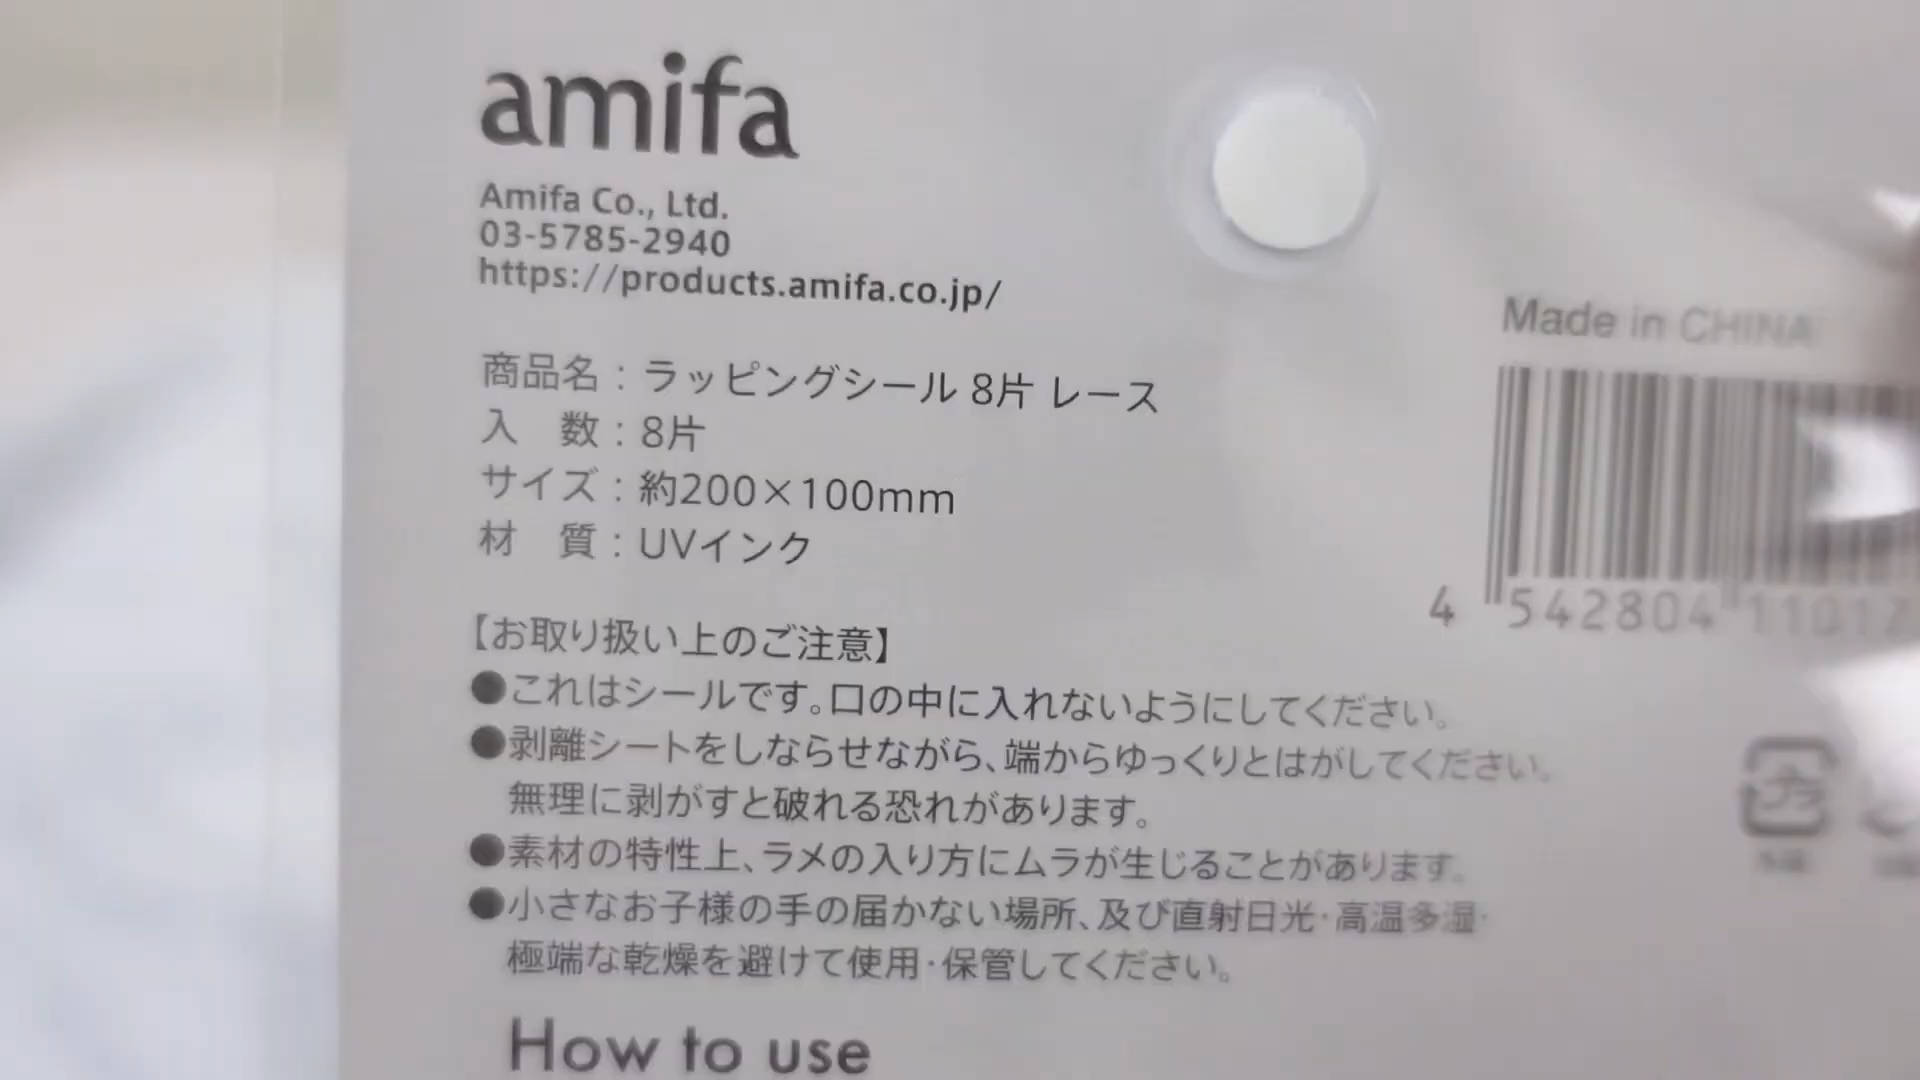 amifa
Amifa Co., Ltd.
03-5785-2940
https://products.amifa.co.jp/
Made in CHINA
商品名：ラッピングシール 8片 レース
入　数：8片
サイズ：約200×100mm
材　質：UVインク
4 542804
【お取り扱い上のご注意】
●これはシールです。口の中に入れないようにしてください。
●剥離シートをしならせながら、端からゆっくりとはがしてください。
無理に剥がすと破れる恐れがあります。
●素材の特性上、ラメの入り方にムラが生じることがあります。
●小さなお子様の手の届かない場所、及び直射日光・高温多湿・
極端な乾燥を避けて使用・保管してください。
プラ
How to use